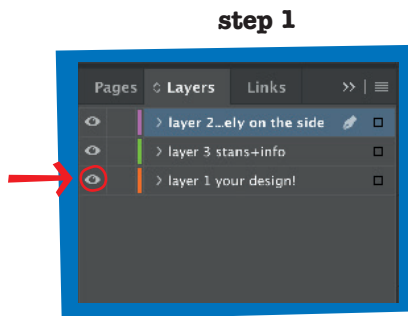 step 1
Pages Layers Links
layer 2...ely on the side
layer 3 stans+info
layer 1 your design!